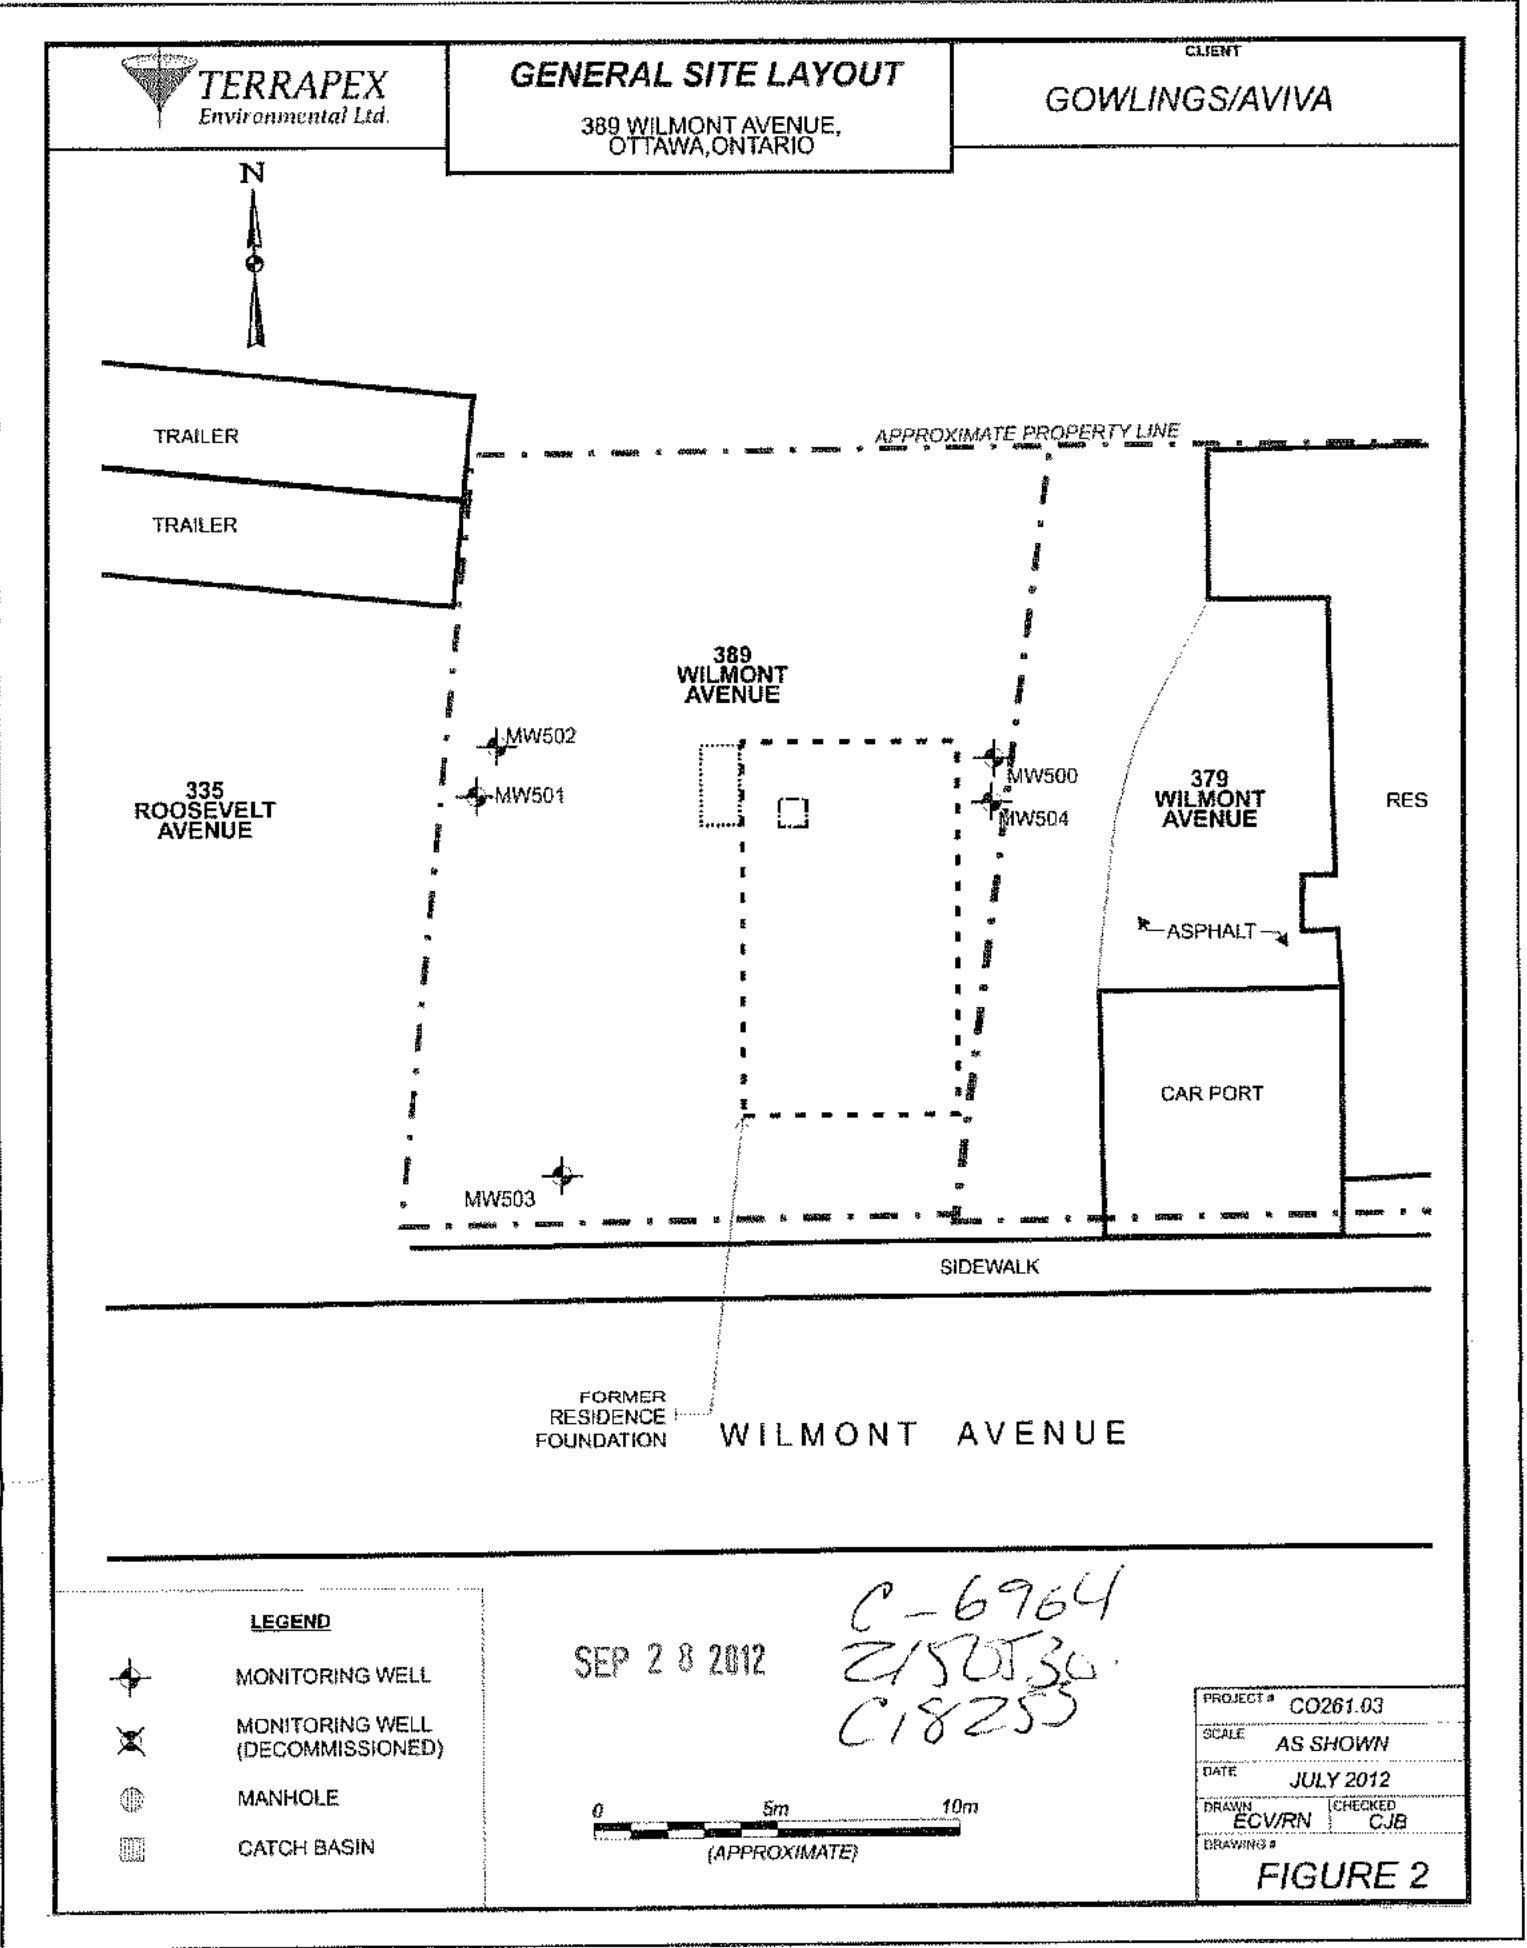 TERRAPEX
Environmental Ltd.
GENERAL SITE LAYOUT
389 WILMONT AVENUE,
OTTAWA,ONTARIO
CLIENT
GOWLINGS/AVIVA
N
TRAILER
APPROXIMATE PROPERTY LINE
TRAILER
389
WILMONT
AVENUE
MW502
MW501
MW500
MW504
335
ROOSEVELT
AVENUE
379
WILMONT
AVENUE
RES
ASPHALT
CAR PORT
MW503
SIDEWALK
FORMER
RESIDENCE
FOUNDATION
WILMONT AVENUE
LEGEND
MONITORING WELL
MONITORING WELL
(DECOMMISSIONED)
MANHOLE
CATCH BASIN
SEP 28 2012
C-6964
Z150530
C18255
0 5m 10m
(APPROXIMATE)
PROJECT # CO261.03
SCALE AS SHOWN
DATE JULY 2012
DRAWN ECV/RN CHECKED CJB
DRAWING #
FIGURE 2